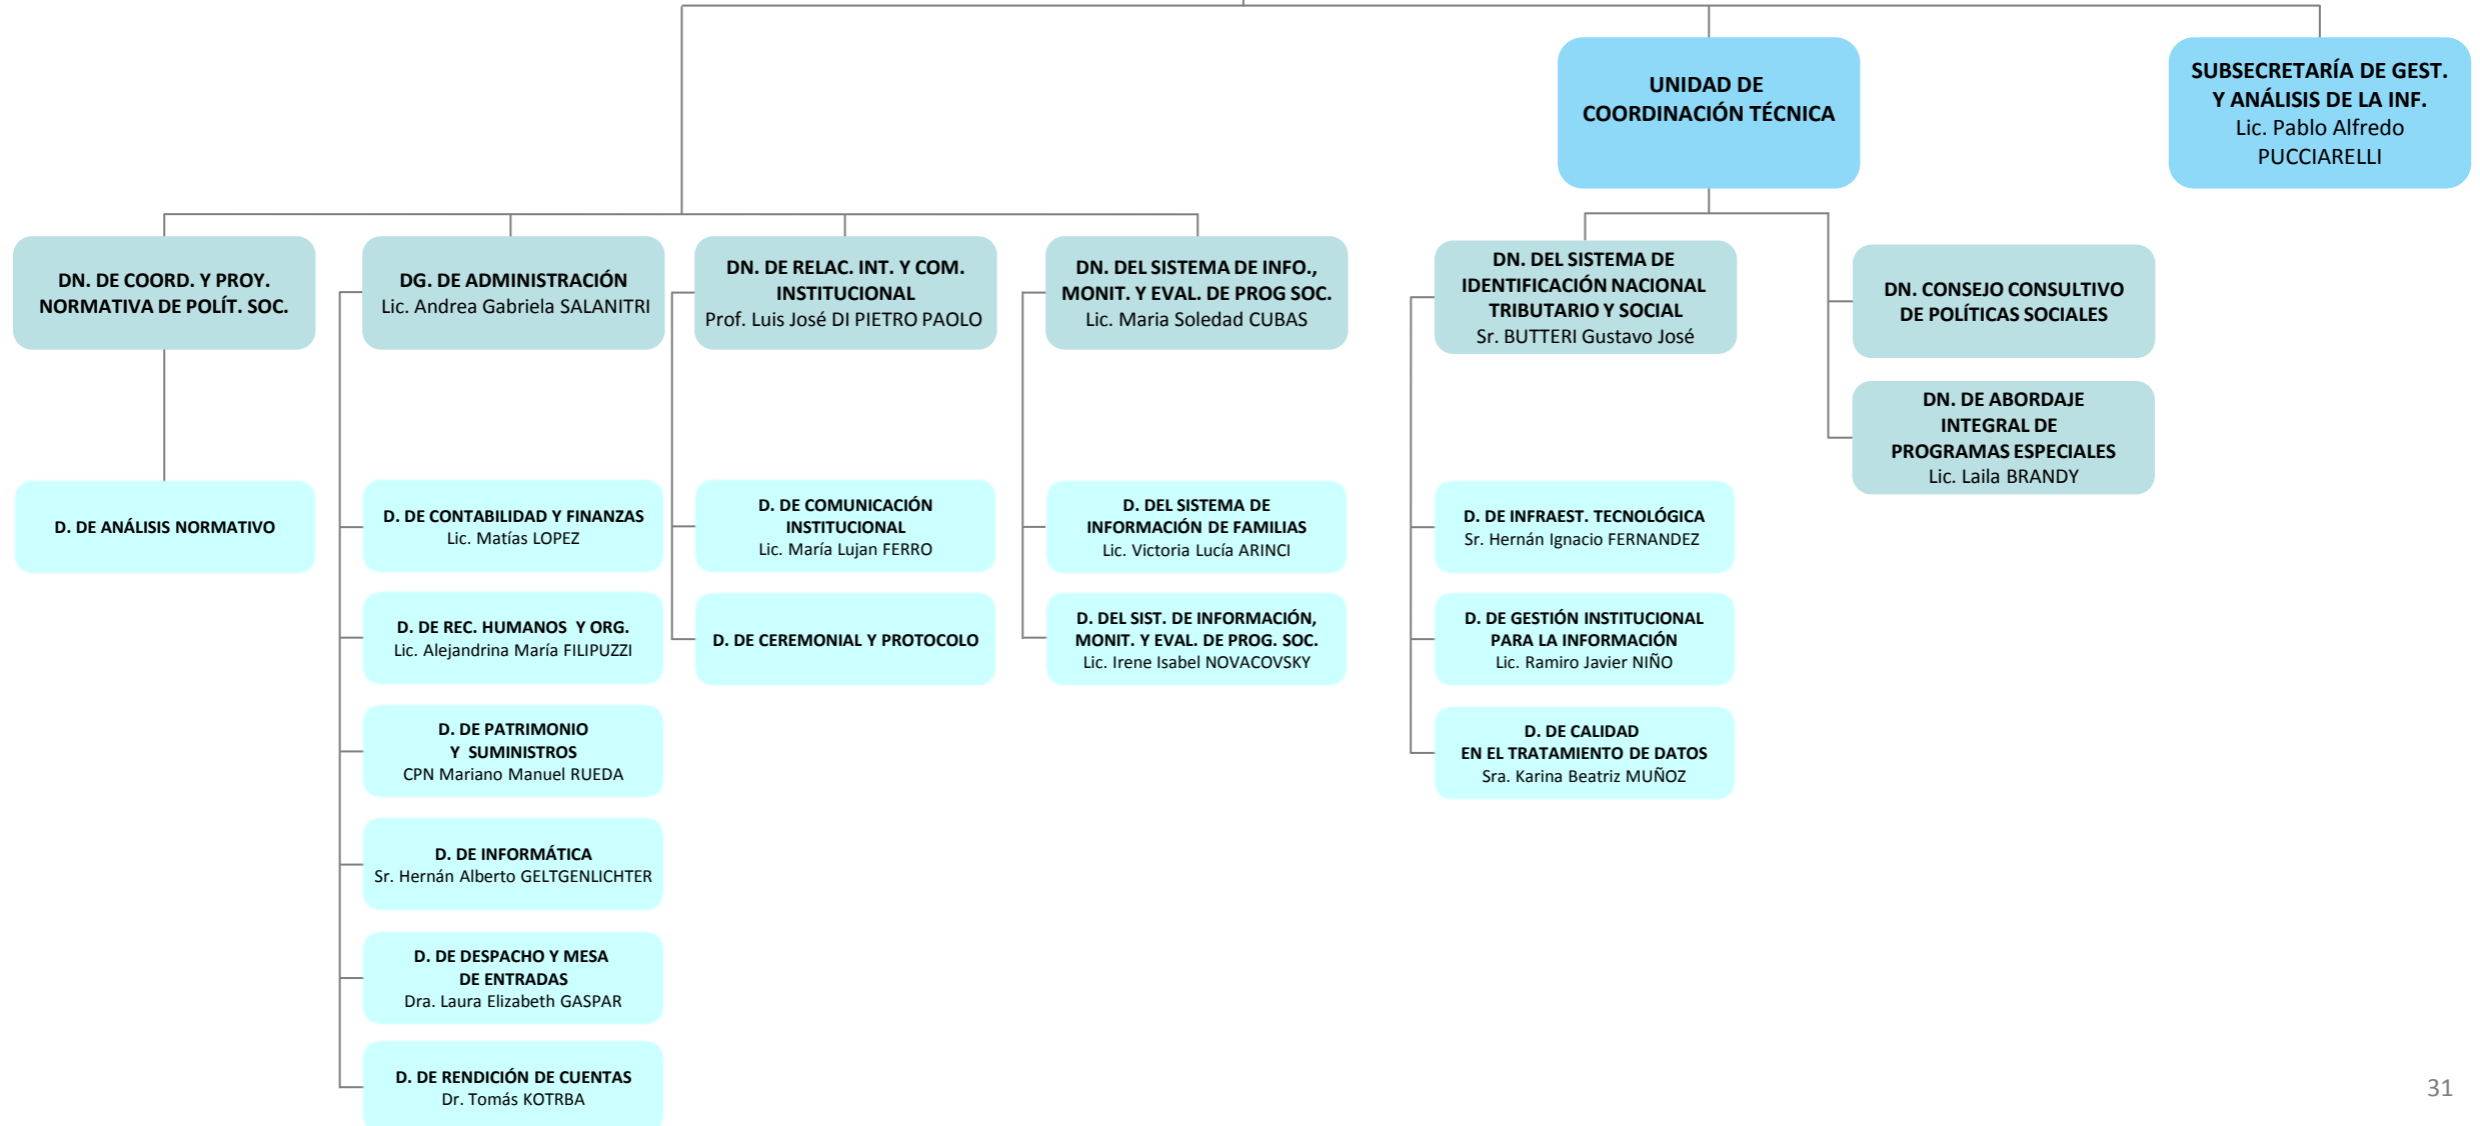 UNIDAD DE
COORDINACIÓN TÉCNICA
SUBSECRETARÍA DE GEST.
Y ANÁLISIS DE LA INF.
Lic. Pablo Alfredo
PUCCIARELLI
DN. DE COORD. Y PROY.
NORMATIVA DE POLÍT. SOC.
DG. DE ADMINISTRACIÓN
Lic. Andrea Gabriela SALANITRI
DN. DE RELAC. INT. Y COM.
INSTITUCIONAL
Prof. Luis José DI PIETRO PAOLO
DN. DEL SISTEMA DE INFO.,
MONIT. Y EVAL. DE PROG SOC.
Lic. Maria Soledad CUBAS
DN. DEL SISTEMA DE
IDENTIFICACIÓN NACIONAL
TRIBUTARIO Y SOCIAL
Sr. BUTTERI Gustavo José
DN. CONSEJO CONSULTIVO
DE POLÍTICAS SOCIALES
DN. DE ABORDAJE
INTEGRAL DE
PROGRAMAS ESPECIALES
Lic. Laila BRANDY
D. DE ANÁLISIS NORMATIVO
D. DE CONTABILIDAD Y FINANZAS
Lic. Matías LOPEZ
D. DE COMUNICACIÓN
INSTITUCIONAL
Lic. María Lujan FERRO
D. DEL SISTEMA DE
INFORMACIÓN DE FAMILIAS
Lic. Victoria Lucía ARINCI
D. DE INFRAEST. TECNOLÓGICA
Sr. Hernán Ignacio FERNANDEZ
D. DE REC. HUMANOS Y ORG.
Lic. Alejandrina María FILIPUZZI
D. DE CEREMONIAL Y PROTOCOLO
D. DEL SIST. DE INFORMACIÓN,
MONIT. Y EVAL. DE PROG. SOC.
Lic. Irene Isabel NOVACOVSKY
D. DE GESTIÓN INSTITUCIONAL
PARA LA INFORMACIÓN
Lic. Ramiro Javier NIÑO
D. DE PATRIMONIO
Y SUMINISTROS
CPN Mariano Manuel RUEDA
D. DE CALIDAD
EN EL TRATAMIENTO DE DATOS
Sra. Karina Beatriz MUÑOZ
D. DE INFORMÁTICA
Sr. Hernán Alberto GELTGENLICHTER
D. DE DESPACHO Y MESA
DE ENTRADAS
Dra. Laura Elizabeth GASPAR
D. DE RENDICIÓN DE CUENTAS
Dr. Tomás KOTRBA
31